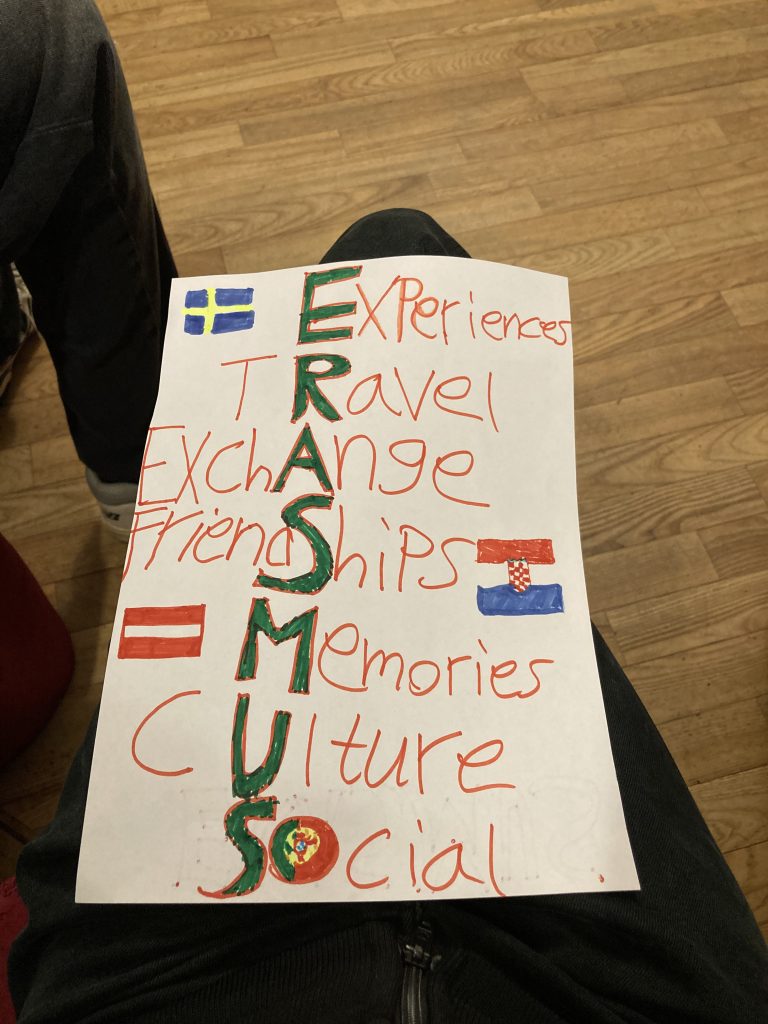 Experiences
Travel
Exchange
Friendships
Memories
Culture
Social